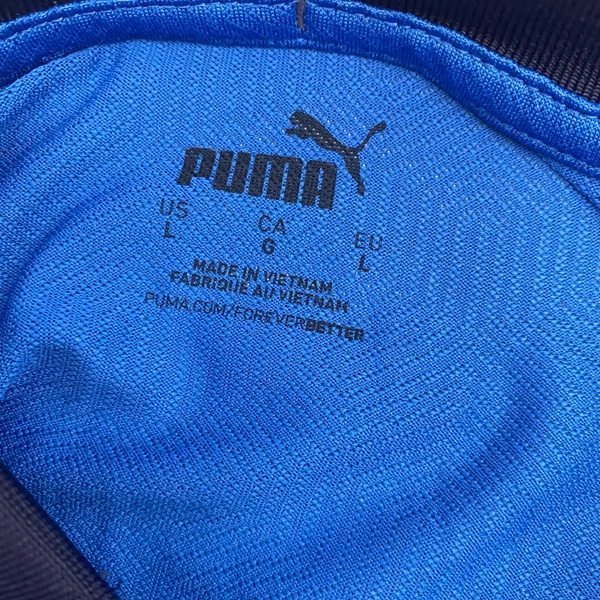 PUMA
US CA EU
L G L
MADE IN VIETNAM
FABRIQUE AU VIETNAM
PUMA.COM/FOREVERBETTER